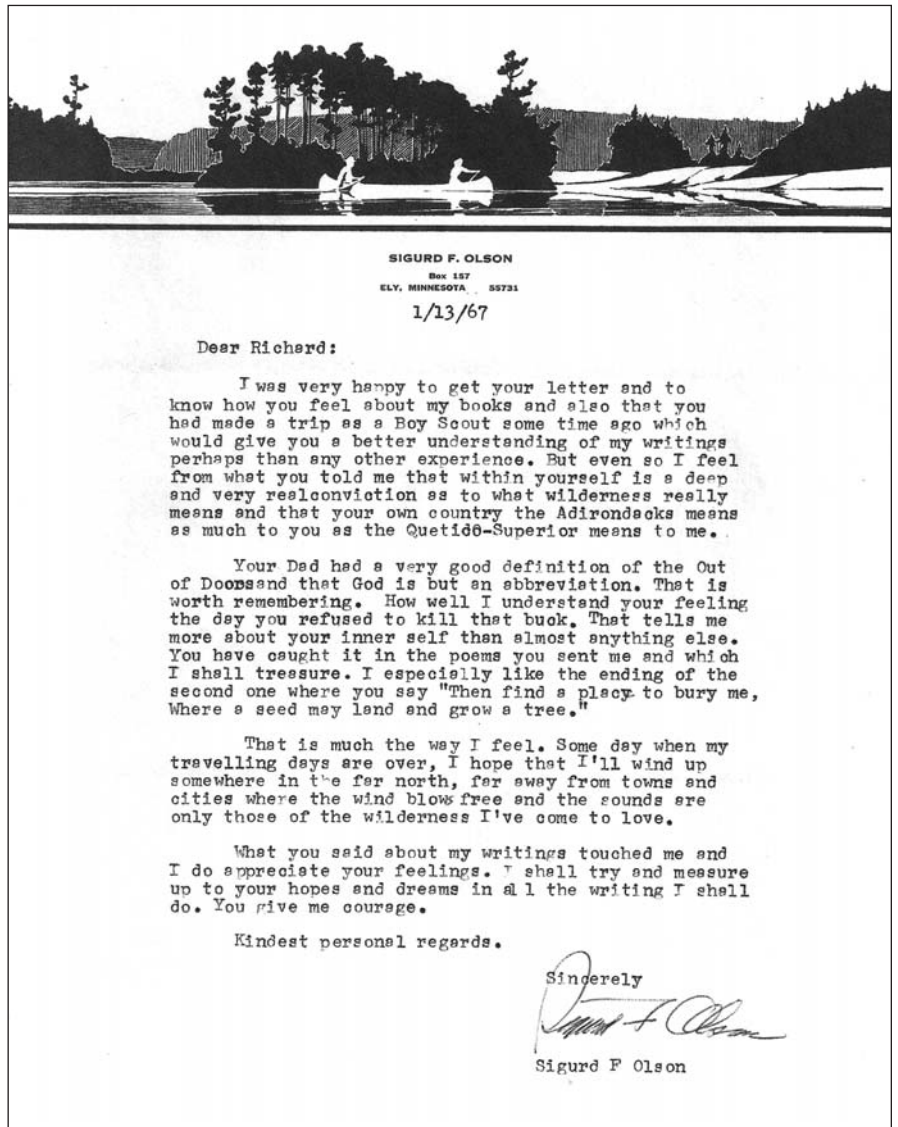 SIGURD F. OLSON
Box 157
ELY, MINNESOTA 55731
1/13/67
Dear Richard:
I was very happy to get your letter and to
know how you feel about my books and also that you
had made a trip as a Boy Scout some time ago which
would give you a better understanding of my writings
perhaps than any other experience. But even so I feel
from what you told me that within yourself is a deep
and very realconviction as to what wilderness really
means and that your own country the Adirondacks means
as much to you as the Quetido-Superior means to me.
Your Dad had a very good definition of the Out
of Doorsand that God is but an abbreviation. That is
worth remembering. How well I understand your feeling
the day you refused to kill that buck. That tells me
more about your inner self than almost anything else.
You have caught it in the poems you sent me and which
I shall treasure. I especially like the ending of the
second one where you say "Then find a placy to bury me,
Where a seed may land and grow a tree."
That is much the way I feel. Some day when my
travelling days are over, I hope that I'll wind up
somewhere in the far north, far away from towns and
cities where the wind blows free and the sounds are
only those of the wilderness I've come to love.
What you said about my writings touched me and
I do appreciate your feelings. I shall try and measure
up to your hopes and dreams in all the writing I shall
do. You give me courage.
Kindest personal regards.
Sincerely
Sigurd F Olson
Sigurd F Olson